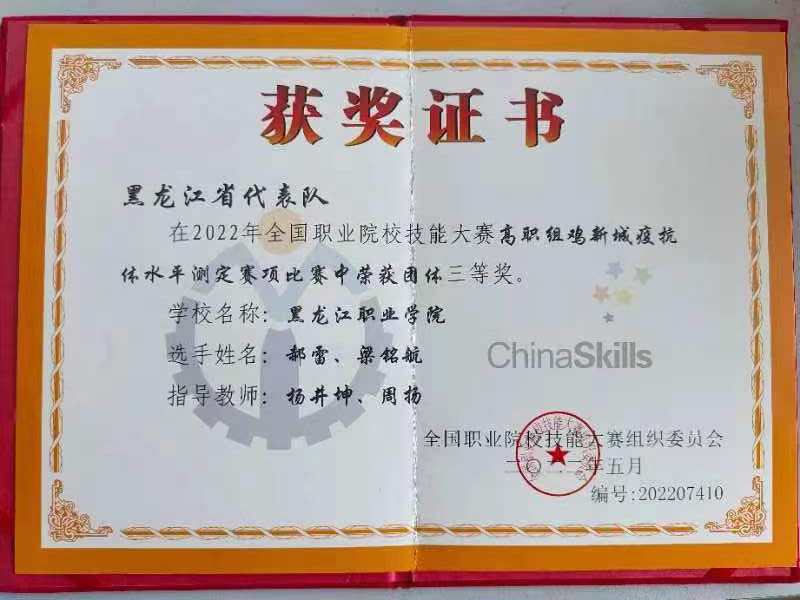 获奖证书
黑龙江省代表队
在2022年全国职业院校技能大赛高职组鸡新城疫抗
体水平测定赛项比赛中荣获团体三等奖。
学校名称：黑龙江职业学院
选手姓名：郝雷、梁铭航
ChinaSkills
指导教师：杨井坤、周扬
全国职业院校技能大赛组织委员会
二〇二二年五月
编号:202207410